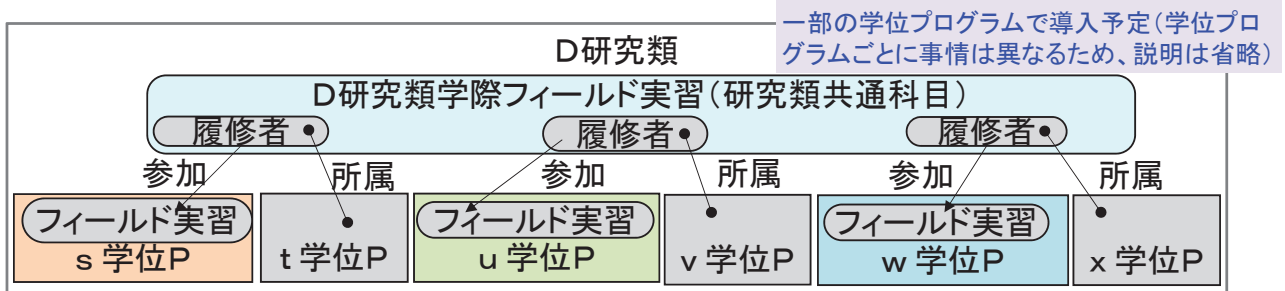 一部の学位プログラムで導入予定(学位プロ
グラムごとに事情は異なるため、説明は省略)
D研究類
D研究類学際フィールド実習(研究類共通科目)
履修者 履修者 履修者
参加 所属 参加 所属 参加 所属
フィールド実習 フィールド実習 フィールド実習
s 学位P t 学位P u 学位P v 学位P w 学位P x 学位P